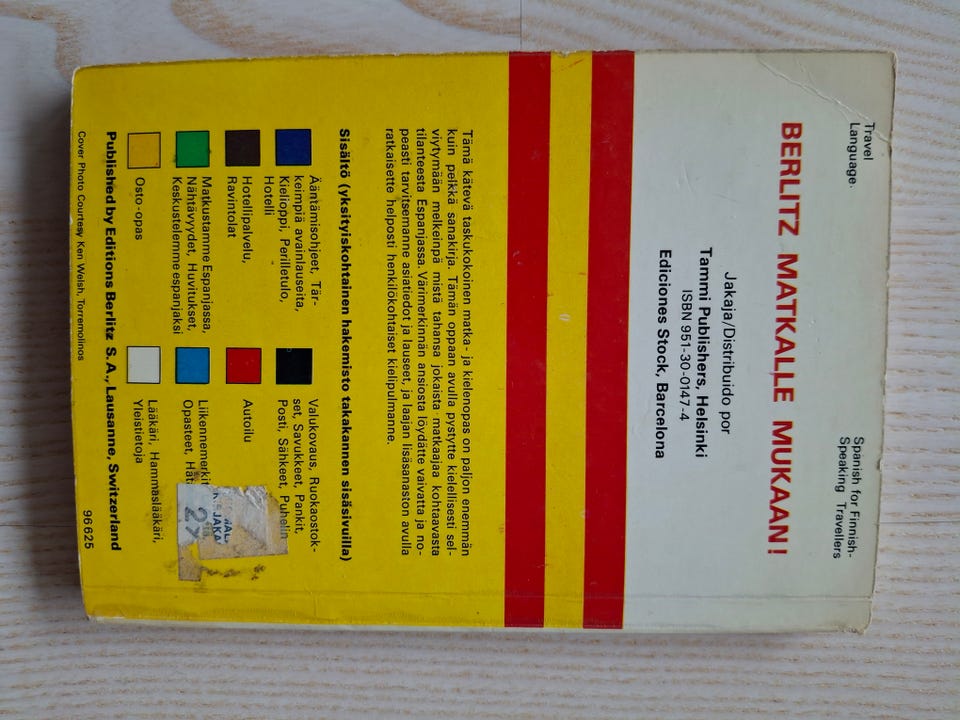 Travel
Language:
Spanish for Finnish-
Speaking Travellers
BERLITZ MATKALLE MUKAAN!
Jakaja/Distribuido por
Tammi Publishers, Helsinki
ISBN 951-30-0147-4
Ediciones Stock, Barcelona
Tämä kätevä taskukokoinen matka- ja kielenopas on paljon enemmän
kuin pelkkä sanakirja. Tämän oppaan avulla pystytte kielellisesti sel-
viytymään melkeinpä mistä tahansa jokaista matkaajaa kohtaavasta
tilanteesta Espanjassa. Värimerkinnän ansiosta löydätte vaivatta ja no-
peasti tarvitsemanne asiatiedot ja lauseet, ja laajan lisäsanaston avulla
ratkaisette helposti henkilökohtaiset kielipulmanne.
Sisältö (yksityiskohtainen hakemisto takakannen sisäsivuilla)
Ääntämisohjeet, Tär-
keimpiä avainlauseita,
Kielioppi, Perilletulo,
Hotelli
Hotellipalvelu,
Ravintolat
Matkustamme Espanjassa,
Nähtävyydet, Huvitukset,
Keskustelemme espanjaksi
Osto-opas
Valukovaus, Ruokaostok-
set, Savukkeet, Pankit,
Posti, Sähkeet, Puhelin
Autoilu
Liikennemerkin
Opasteet, Hät
Lääkäri, Hammaslääkäri,
Yleistietoja
JAKA
Published by Editions Berlitz S.A., Lausanne, Switzerland
Cover Photo Courtesy Ken Welsh, Torremolinos
96625